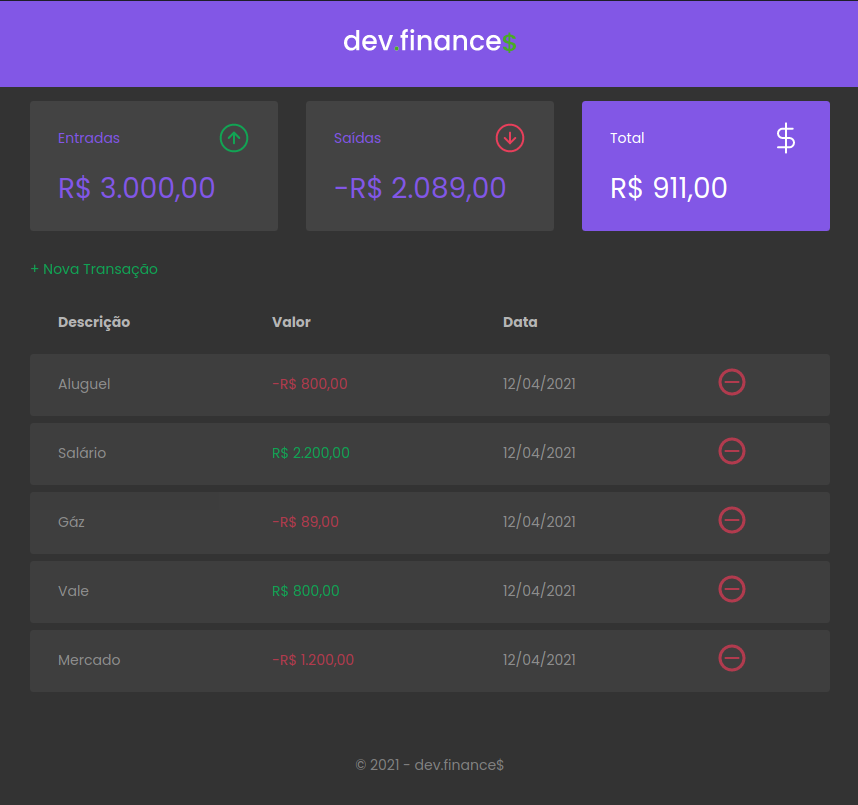 dev.finance$
Entradas
R$ 3.000,00
Saídas
-R$ 2.089,00
Total
$
R$ 911,00
+ Nova Transação
Descrição Valor Data
Aluguel -R$ 800,00 12/04/2021
Salário R$ 2.200,00 12/04/2021
Gáz -R$ 89,00 12/04/2021
Vale R$ 800,00 12/04/2021
Mercado -R$ 1.200,00 12/04/2021
© 2021 - dev.finance$